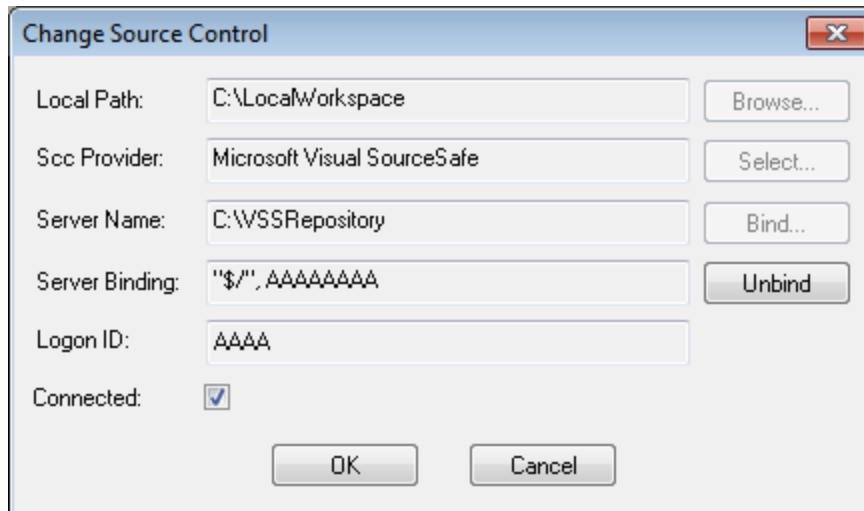 Change Source Control
Local Path: C:\LocalWorkspace Browse...
Scc Provider: Microsoft Visual SourceSafe Select...
Server Name: C:\VSSRepository Bind...
Server Binding: "$/", AAAAAAAA Unbind
Logon ID: AAAA
Connected:
OK Cancel